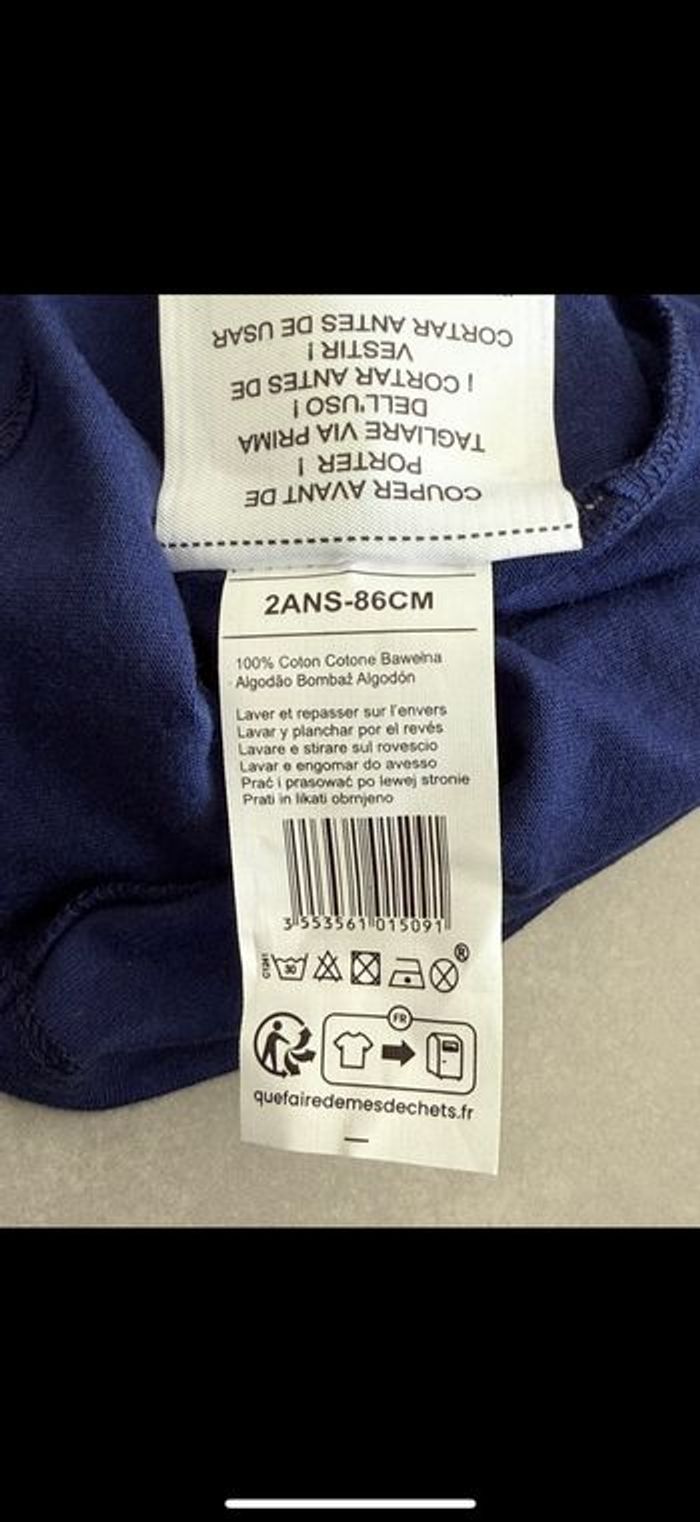 CORTAR ANTES DE USAR
VESTIR !
¡ CORTAR ANTES DE
DELL'USO !
TAGLIARE VIA PRIMA
PORTER !
COUPER AVANT DE
2ANS-86CM
100% Coton Cotone Bawełna
Algodão Bombaž Algodón
Laver et repasser sur l'envers
Lavar y planchar por el revés
Lavare e stirare sul rovescio
Lavar e engomar do avesso
Prać i prasować po lewej stronie
Prati in likati obrnjeno
3 553561 015091
30
®
FR
quefairedemesdechets.fr